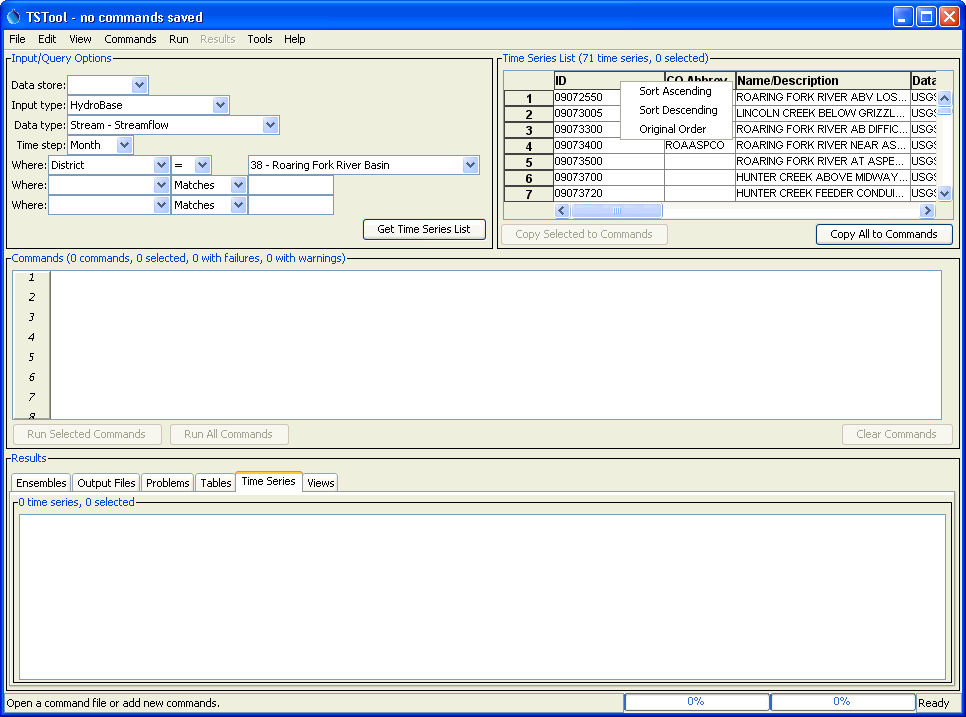 TSTool - no commands saved
File Edit View Commands Run Results Tools Help
Input/Query Options
Data store:
Input type: HydroBase
Data type: Stream - Streamflow
Time step: Month
Where: District = 38 - Roaring Fork River Basin
Where: Matches
Where: Matches
Get Time Series List
Time Series List (71 time series, 0 selected)
ID CO Abbrev Name/Description Data
1 09072550 ROARING FORK RIVER ABV LOS... USGS
2 09073005 LINCOLN CREEK BELOW GRIZZL... USGS
3 09073300 ROARING FORK RIVER AB DIFFIC... USGS
4 09073400 ROAASPCO ROARING FORK RIVER NEAR AS... USGS
5 09073500 ROARING FORK RIVER AT ASPE... USGS
6 09073700 HUNTER CREEK ABOVE MIDWAY... USGS
7 09073720 HUNTER CREEK FEEDER CONDUI... USGS
Sort Ascending
Sort Descending
Original Order
Copy Selected to Commands Copy All to Commands
Commands (0 commands, 0 selected, 0 with failures, 0 with warnings)
1
2
3
4
5
6
7
8
Run Selected Commands Run All Commands Clear Commands
Results
Ensembles Output Files Problems Tables Time Series Views
0 time series, 0 selected
Open a command file or add new commands. 0% 0% Ready